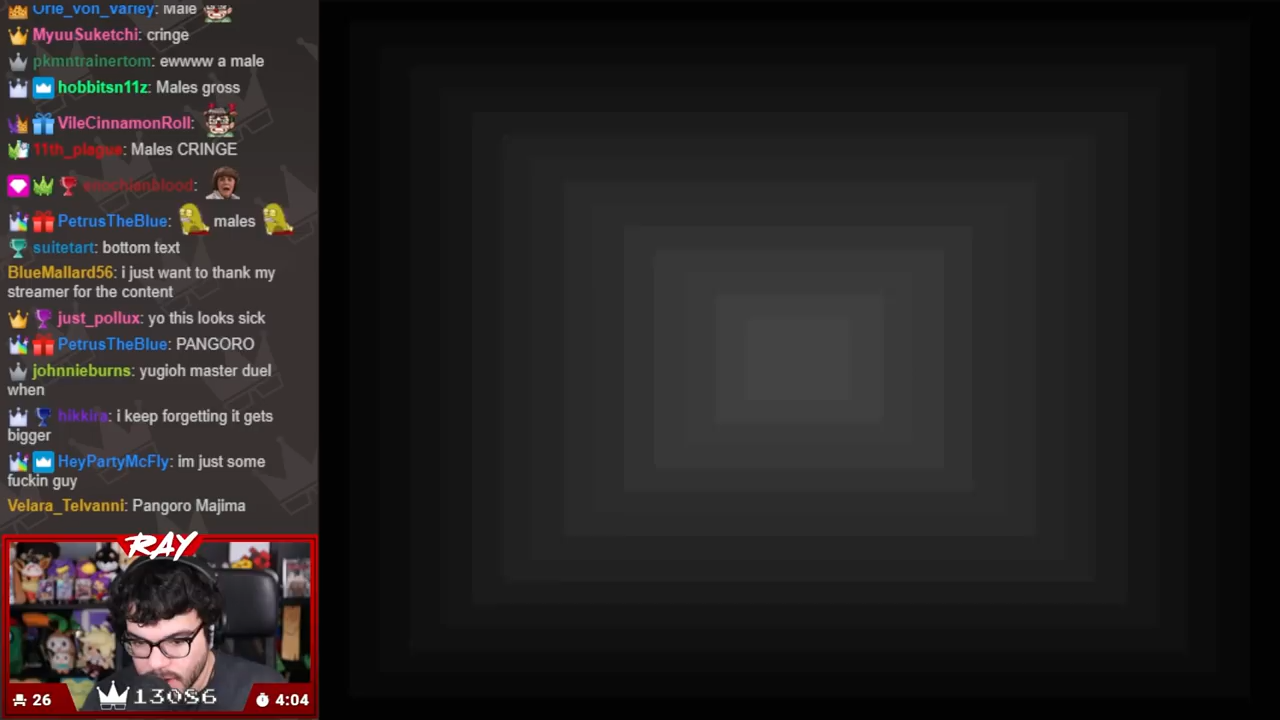 Orie_von_varley: Male
MyuuSuketchi: cringe
pkmntrainertom: ewwww a male
hobbitsn11z: Males gross
VileCinnamonRoll:
11th_plague: Males CRINGE
enochianblood:
PetrusTheBlue: males
suitetart: bottom text
BlueMallard56: i just want to thank my
streamer for the content
just_pollux: yo this looks sick
PetrusTheBlue: PANGORO
johnnieburns: yugioh master duel
when
hikkira: i keep forgetting it gets
bigger
HeyPartyMcFly: im just some
fuckin guy
Velara_Telvanni: Pangoro Majima
RAY
26
13086
4:04